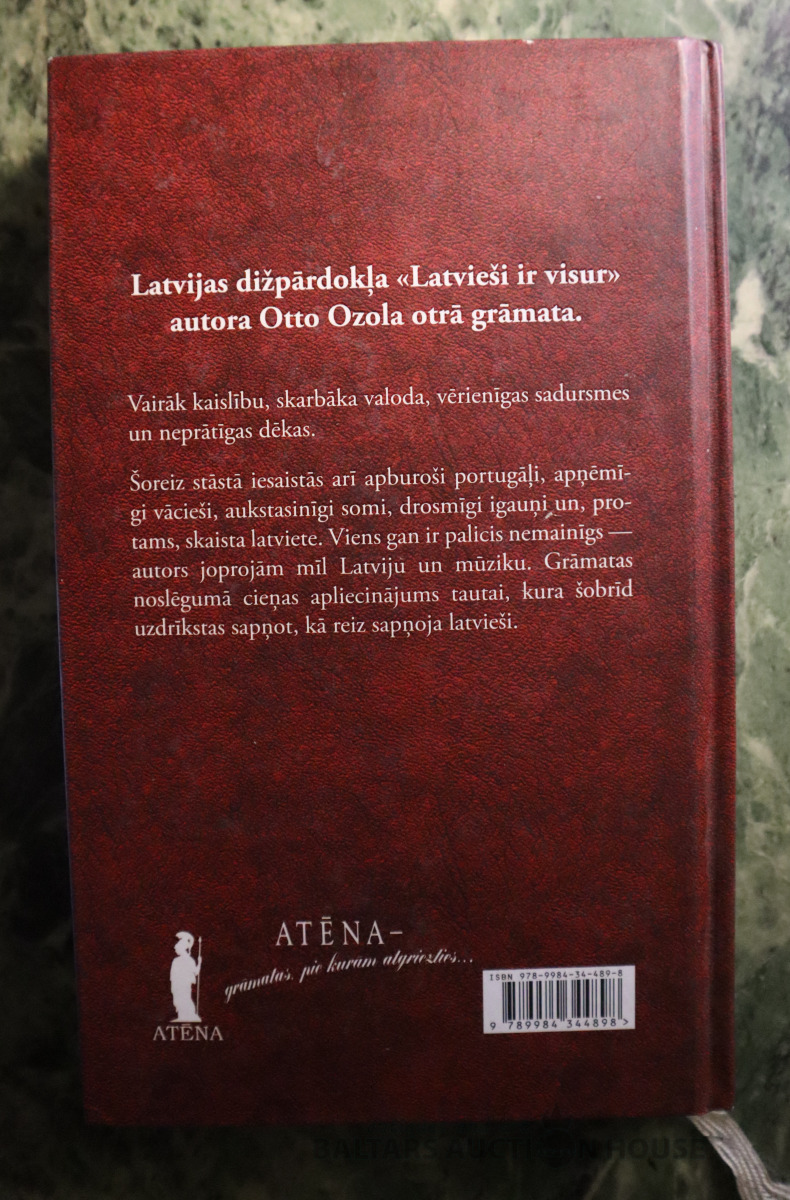 Latvijas dižpārdokļa «Latvieši ir visur»
autora Otto Ozola otrā grāmata.
Vairāk kaislību, skarbāka valoda, vērienīgas sadursmes
un neprātīgas dēkas.
Šoreiz stāstā iesaistās arī apburoši portugāļi, apņēmī-
gi vācieši, aukstasinīgi somi, drosmīgi igauņi un, pro-
tams, skaista latviete. Viens gan ir palicis nemainīgs —
autors joprojām mīl Latviju un mūziku. Grāmatas
noslēgumā cieņas apliecinājums tautai, kura šobrīd
uzdrīkstas sapņot, kā reiz sapņoja latvieši.
ATĒNA–
grāmatas, pie kurām atgriezties...
ATĒNA
ISBN 978-9984-34-489-8
9 789984 344898 >
BALTARS AUCTION HOUSE